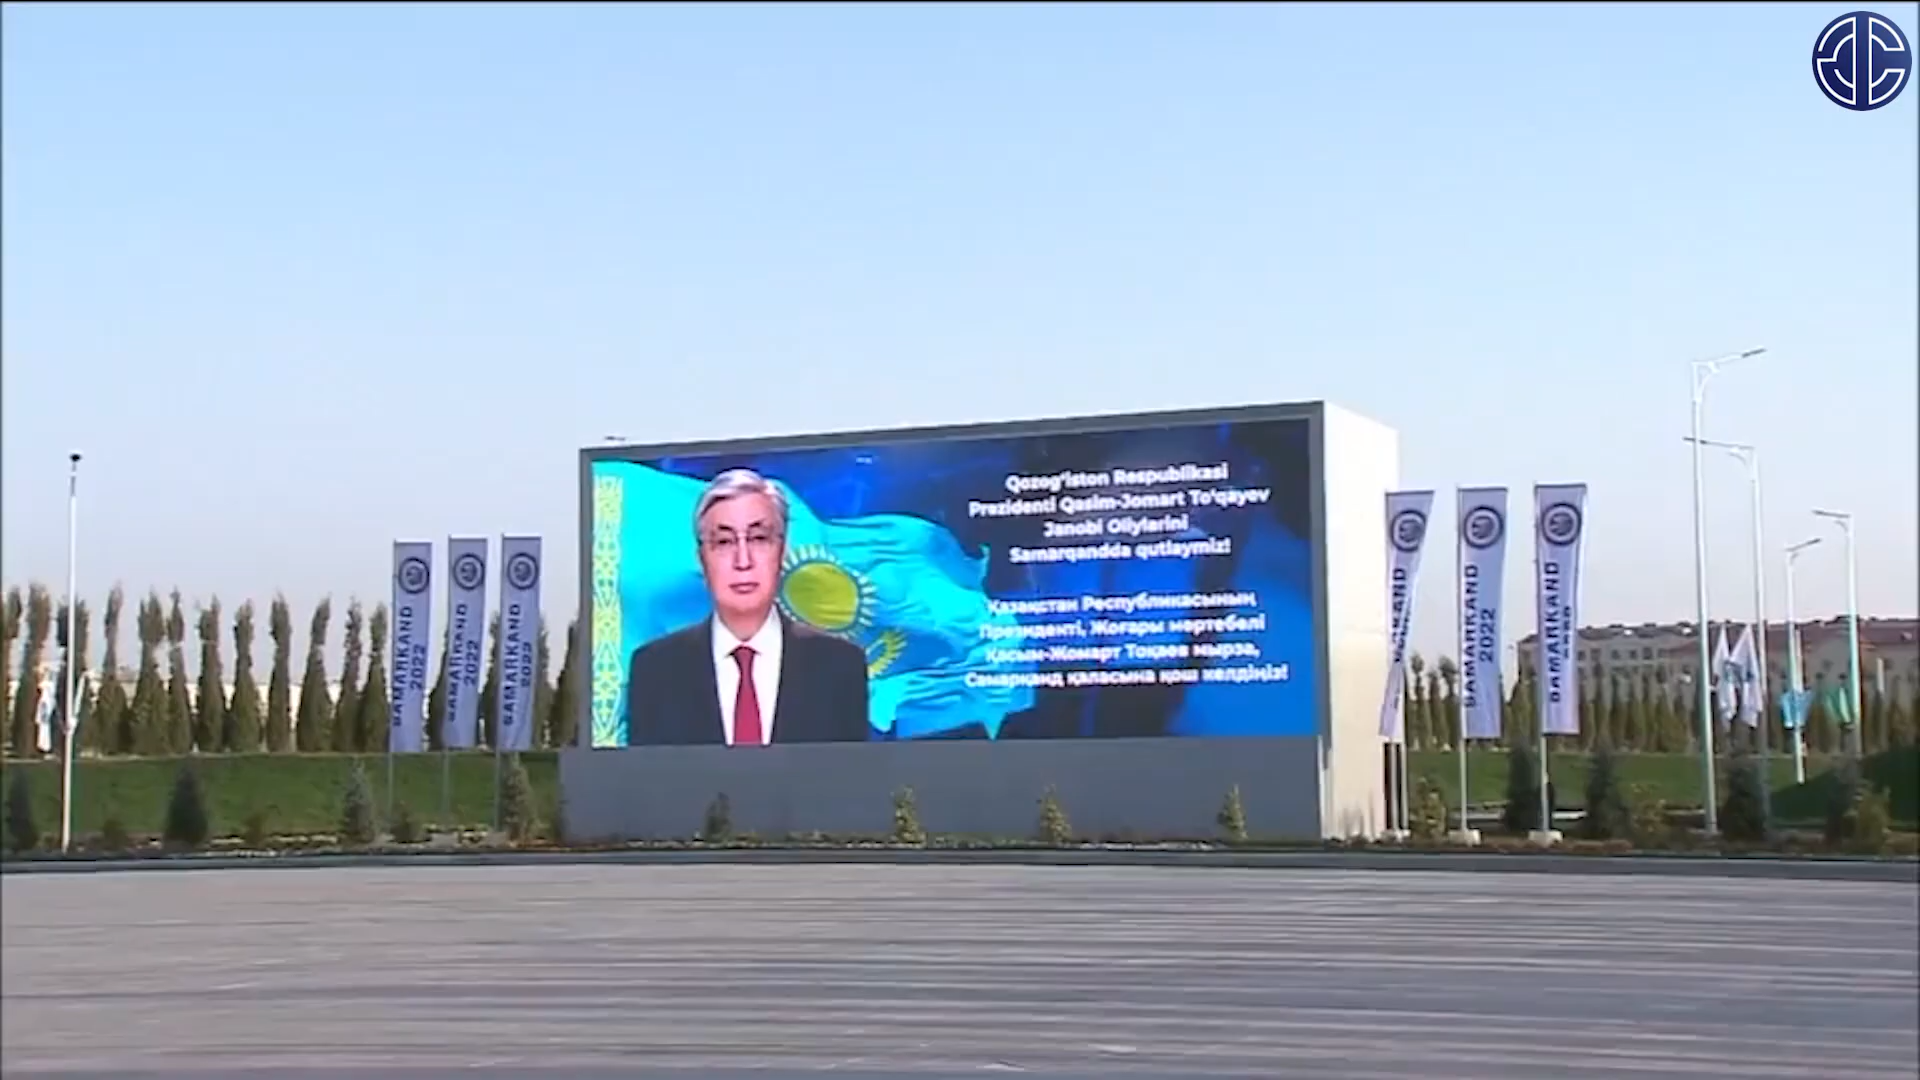 Qozog'iston Respublikasi
Prezidenti Qasim-Jomart To'qayev
Janobi Oliylarini
Samarqandda qutlaymiz!
Қазақстан Республикасының
Президенті, Жоғары мәртебелі
Қасым-Жомарт Тоқаев мырза,
Самарқанд қаласына қош келдіңіз!
SAMARKAND
2022
SAMARKAND
2022
SAMARKAND
2022
SAMARKAND
SAMARKAND
2022
SAMARKAND